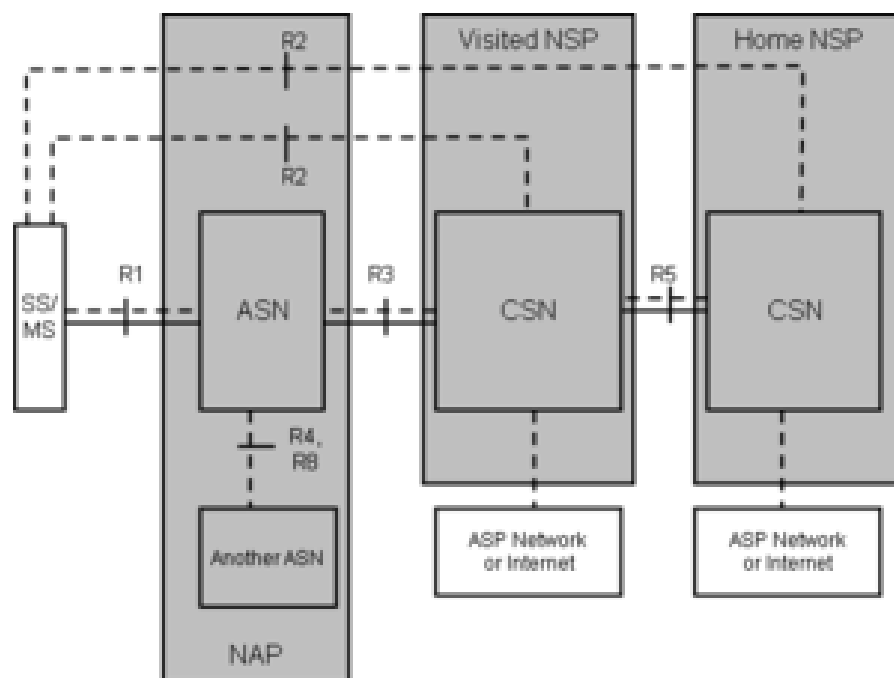 R2
Visited NSP
Home NSP
R2
SS/
MS
R1
ASN
R3
CSN
R5
CSN
R4,
R8
Another ASN
ASP Network
or Internet
ASP Network
or Internet
NAP